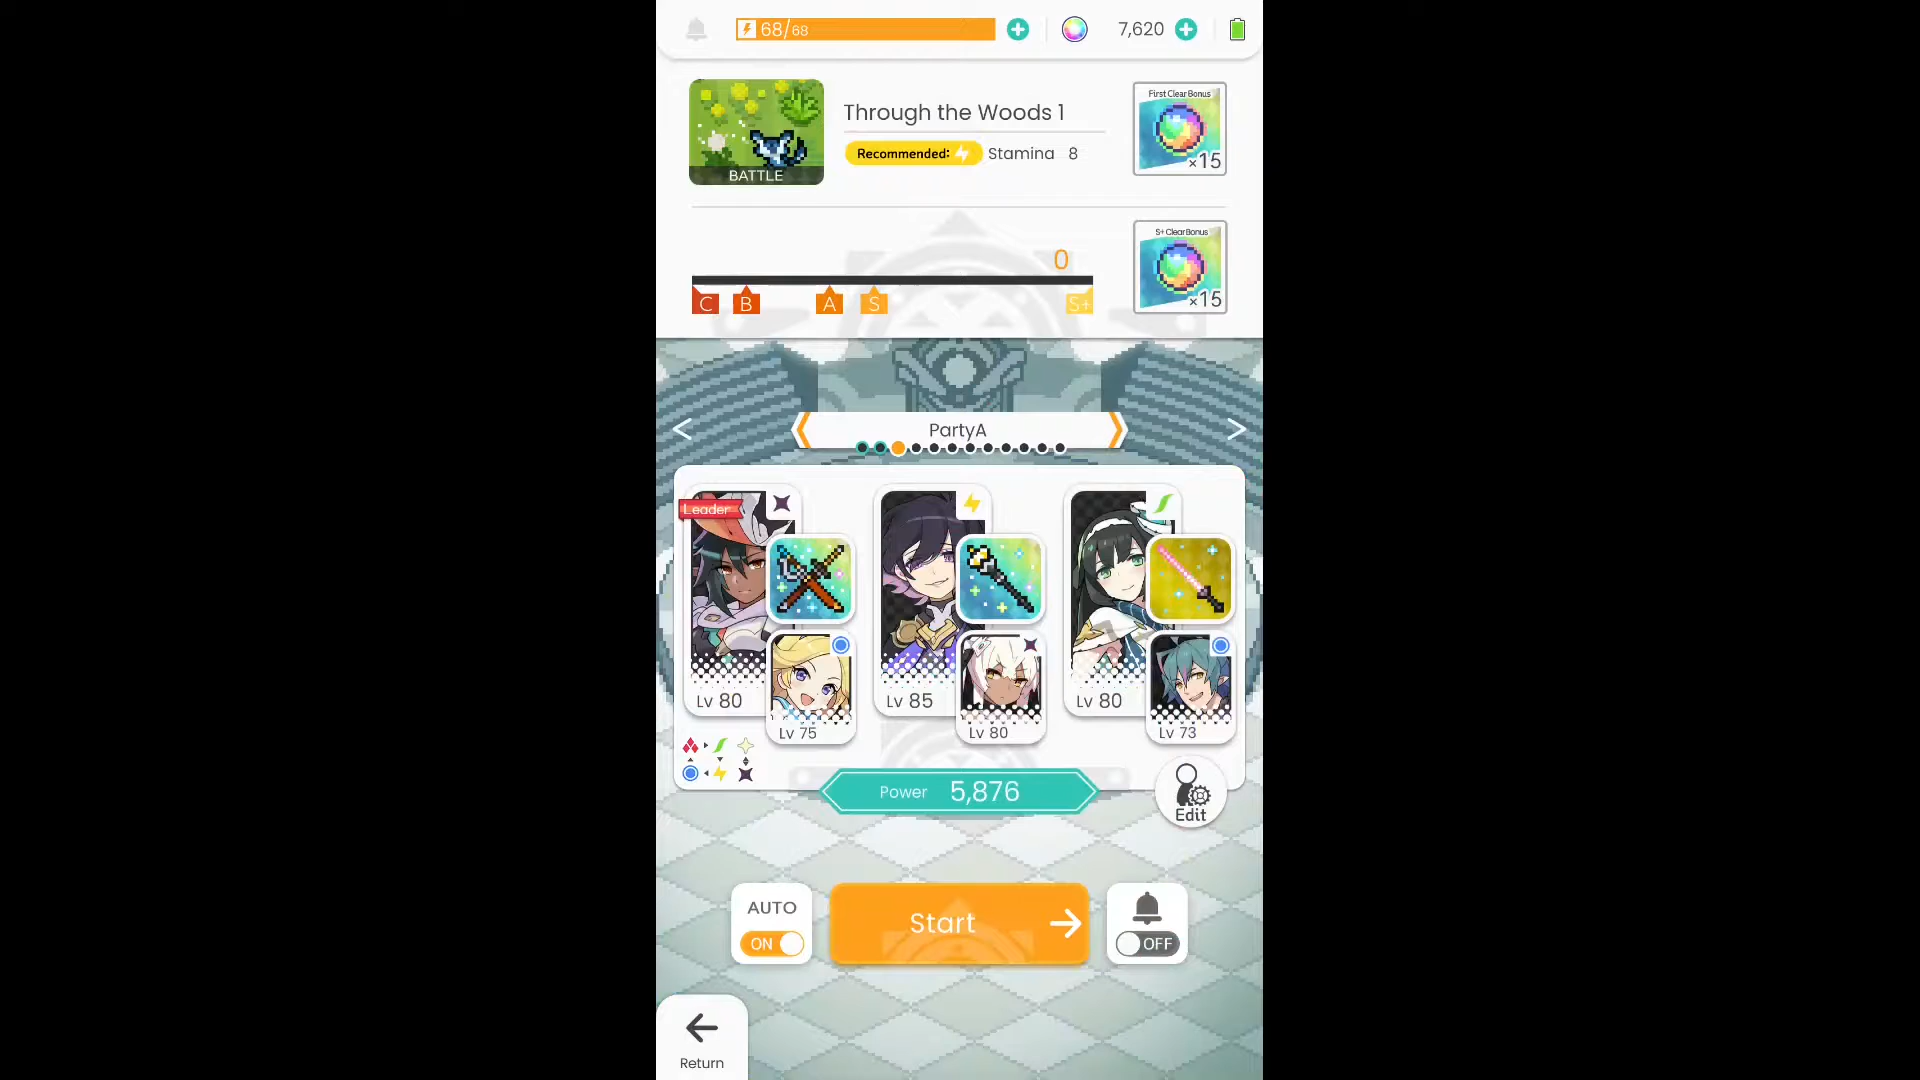 68/68
7,620
Through the Woods 1
Recommended: Stamina 8
BATTLE
First Clear Bonus
×15
0
C B A S S+
S+ Clear Bonus
×15
PartyA
Leader
Lv 80
Lv 75
Lv 85
Lv 80
Lv 80
Lv 73
Power 5,876
Edit
AUTO
ON
Start
OFF
Return